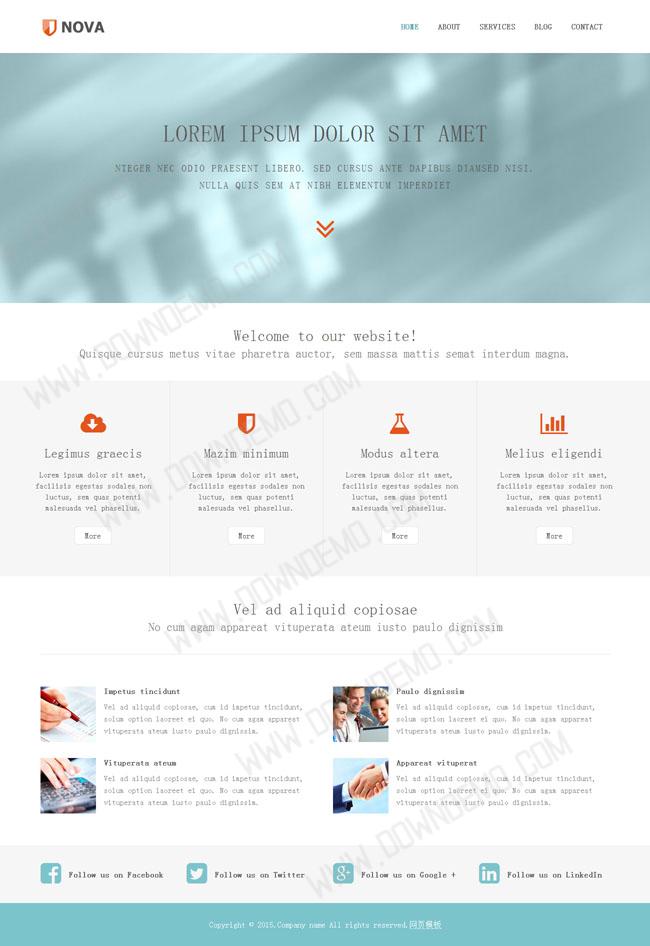 NOVA
HOME ABOUT SERVICES BLOG CONTACT
LOREM IPSUM DOLOR SIT AMET
NTEGER NEC ODIO PRAESENT LIBERO. SED CURSUS ANTE DAPIBUS DIAMSED NISI.
NULLA QUIS SEM AT NIBH ELEMENTUM IMPERDIET
http
Welcome to our website!
Quisque cursus metus vitae pharetra auctor, sem massa mattis semat interdum magna.
Legimus graecis
Lorem ipsum dolor sit amet,
facilisis egestas sodales non
luctus, sem quas potenti
malesuada vel phasellus.
More
Mazim minimum
Lorem ipsum dolor sit amet,
facilisis egestas sodales non
luctus, sem quas potenti
malesuada vel phasellus.
More
Modus altera
Lorem ipsum dolor sit amet,
facilisis egestas sodales non
luctus, sem quas potenti
malesuada vel phasellus.
More
Melius eligendi
Lorem ipsum dolor sit amet,
facilisis egestas sodales non
luctus, sem quas potenti
malesuada vel phasellus.
More
Vel ad aliquid copiosae
No cum agam appareat vituperata ateum iusto paulo dignissim
Impetus tincidunt
Vel ad aliquid copiosae, cum id impetus tincidunt,
solum option laoreet ei quo. No cum agam appareat
vituperata ateum iusto paulo dignissim.
Paulo dignissim
Vel ad aliquid copiosae, cum id impetus tincidunt,
solum option laoreet ei quo. No cum agam appareat
vituperata ateum iusto paulo dignissim.
Vituperata ateum
Vel ad aliquid copiosae, cum id impetus tincidunt,
solum option laoreet ei quo. No cum agam appareat
vituperata ateum iusto paulo dignissim.
Appareat vituperat
Vel ad aliquid copiosae, cum id impetus tincidunt,
solum option laoreet ei quo. No cum agam appareat
vituperata ateum iusto paulo dignissim.
Follow us on Facebook
Follow us on Twitter
Follow us on Google +
Follow us on LinkedIn
Copyright © 2015.Company name All rights reserved.网页模板
WWW.DOWNDEMO.COM
WWW.DOWNDEMO.COM
WWW.DOWNDEMO.COM
WWW.DOWNDEMO.COM
WWW.DOWNDEMO.COM